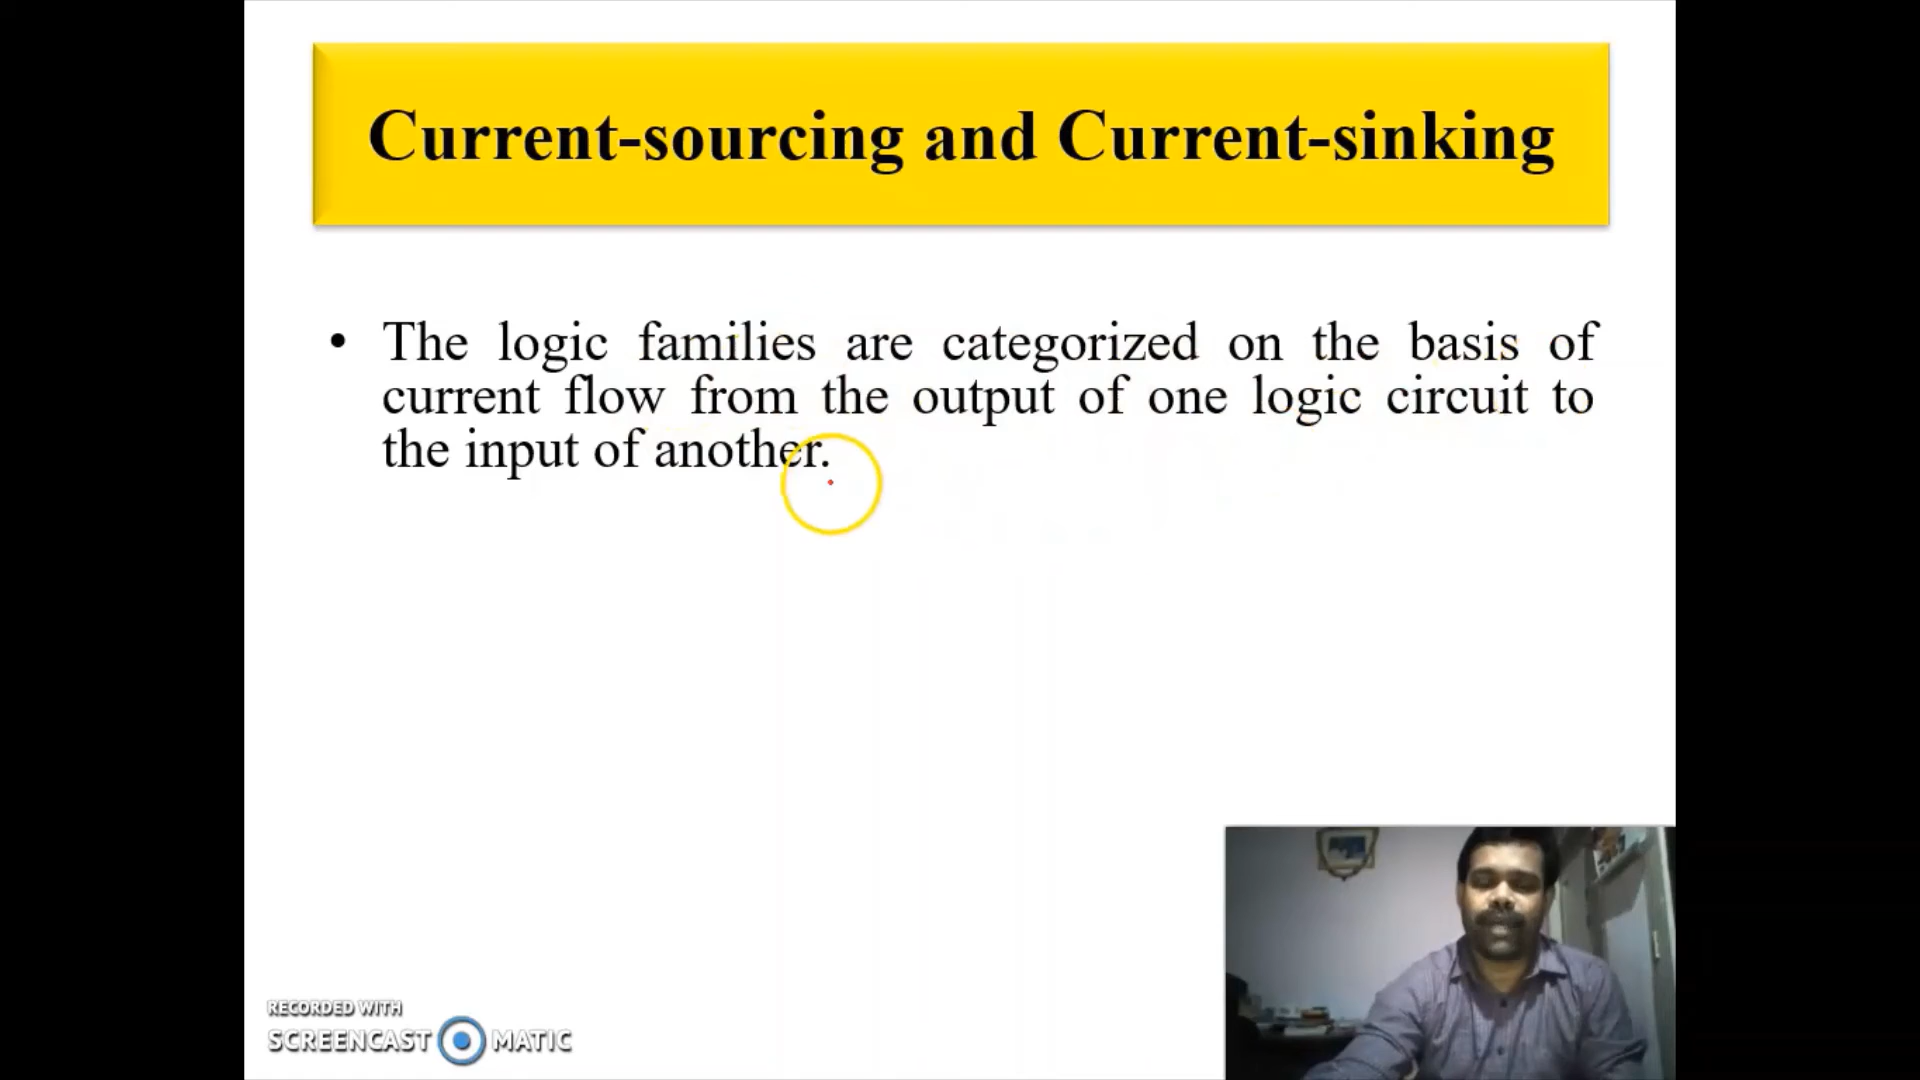 Current-sourcing and Current-sinking
• The logic families are categorized on the basis of
current flow from the output of one logic circuit to
the input of another.
RECORDED WITH
SCREENCAST MATIC